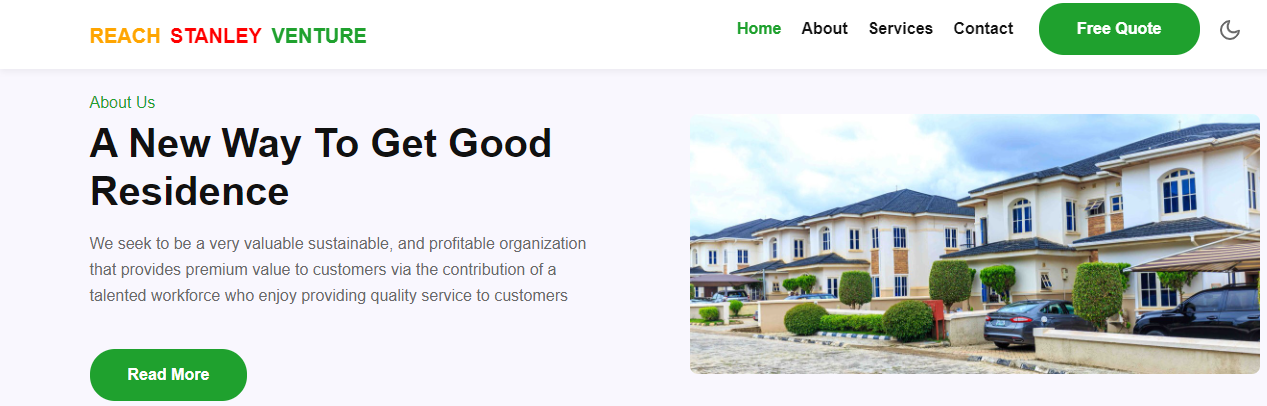 REACH STANLEY VENTURE
Home About Services Contact Free Quote
About Us
A New Way To Get Good
Residence
We seek to be a very valuable sustainable, and profitable organization
that provides premium value to customers via the contribution of a
talented workforce who enjoy providing quality service to customers
Read More